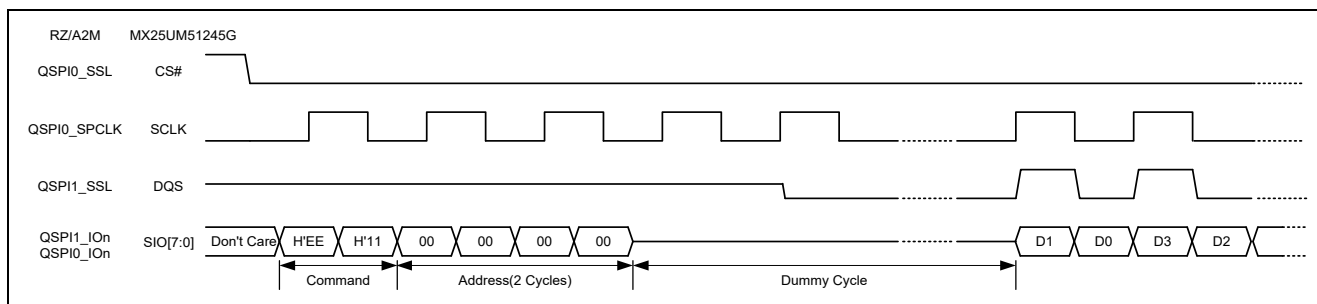 RZ/A2M MX25UM51245G
QSPI0_SSL CS#
QSPI0_SPCLK SCLK
QSPI1_SSL DQS
QSPI1_IOn
QSPI0_IOn SIO[7:0] Don't Care H'EE H'11 00 00 00 00 D1 D0 D3 D2
Command Address(2 Cycles) Dummy Cycle